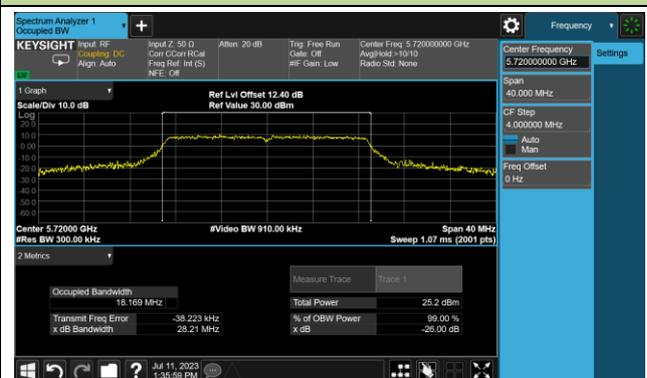 Spectrum Analyzer 1
Occupied BW
Frequency
KEYSIGHT
Input: RF
Coupling: DC
Align: Auto
Input Z: 50 Ω
Corr CCorr RCal
Freq Ref: Int (S)
NFE: Off
Atten: 20 dB
Trig: Free Run
Gate: Off
#IF Gain: Low
Center Freq: 5.720000000 GHz
Avg|Hold:>10/10
Radio Std: None
Center Frequency
5.720000000 GHz
Settings
Span
40.000 MHz
CF Step
4.000000 MHz
Auto
Man
Freq Offset
0 Hz
1 Graph
Scale/Div 10.0 dB
Ref Lvl Offset 12.40 dB
Ref Value 30.00 dBm
Log
20.0
10.0
0.00
-10.0
-20.0
-30.0
-40.0
-50.0
-60.0
Center 5.72000 GHz
#Res BW 300.00 kHz
#Video BW 910.00 kHz
Span 40 MHz
Sweep 1.07 ms (2001 pts)
2 Metrics
Measure Trace
Trace 1
Occupied Bandwidth
18.169 MHz
Total Power
25.2 dBm
Transmit Freq Error
-38.223 kHz
% of OBW Power
99.00 %
x dB Bandwidth
28.21 MHz
x dB
-26.00 dB
Jul 11, 2023
1:35:59 PM